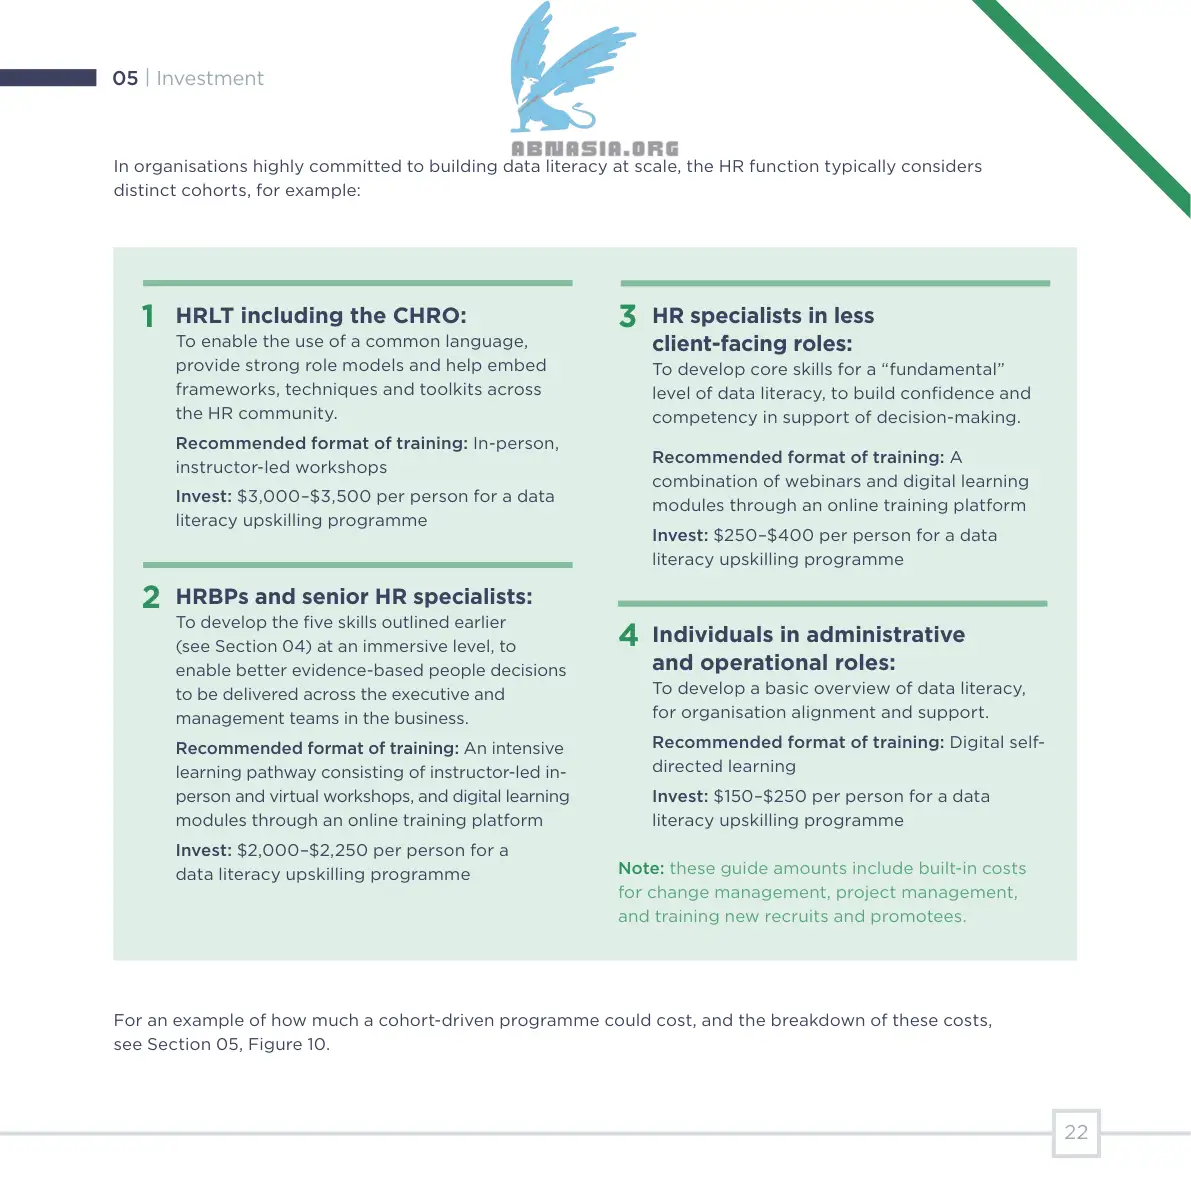 05 | Investment
ABNASIA.ORG
In organisations highly committed to building data literacy at scale, the HR function typically considers
distinct cohorts, for example:
1 HRLT including the CHRO:
To enable the use of a common language,
provide strong role models and help embed
frameworks, techniques and toolkits across
the HR community.
Recommended format of training: In-person,
instructor-led workshops
Invest: $3,000–$3,500 per person for a data
literacy upskilling programme
2 HRBPs and senior HR specialists:
To develop the five skills outlined earlier
(see Section 04) at an immersive level, to
enable better evidence-based people decisions
to be delivered across the executive and
management teams in the business.
Recommended format of training: An intensive
learning pathway consisting of instructor-led in-
person and virtual workshops, and digital learning
modules through an online training platform
Invest: $2,000–$2,250 per person for a
data literacy upskilling programme
3 HR specialists in less
client-facing roles:
To develop core skills for a “fundamental”
level of data literacy, to build confidence and
competency in support of decision-making.
Recommended format of training: A
combination of webinars and digital learning
modules through an online training platform
Invest: $250–$400 per person for a data
literacy upskilling programme
4 Individuals in administrative
and operational roles:
To develop a basic overview of data literacy,
for organisation alignment and support.
Recommended format of training: Digital self-
directed learning
Invest: $150–$250 per person for a data
literacy upskilling programme
Note: these guide amounts include built-in costs
for change management, project management,
and training new recruits and promotees.
For an example of how much a cohort-driven programme could cost, and the breakdown of these costs,
see Section 05, Figure 10.
22